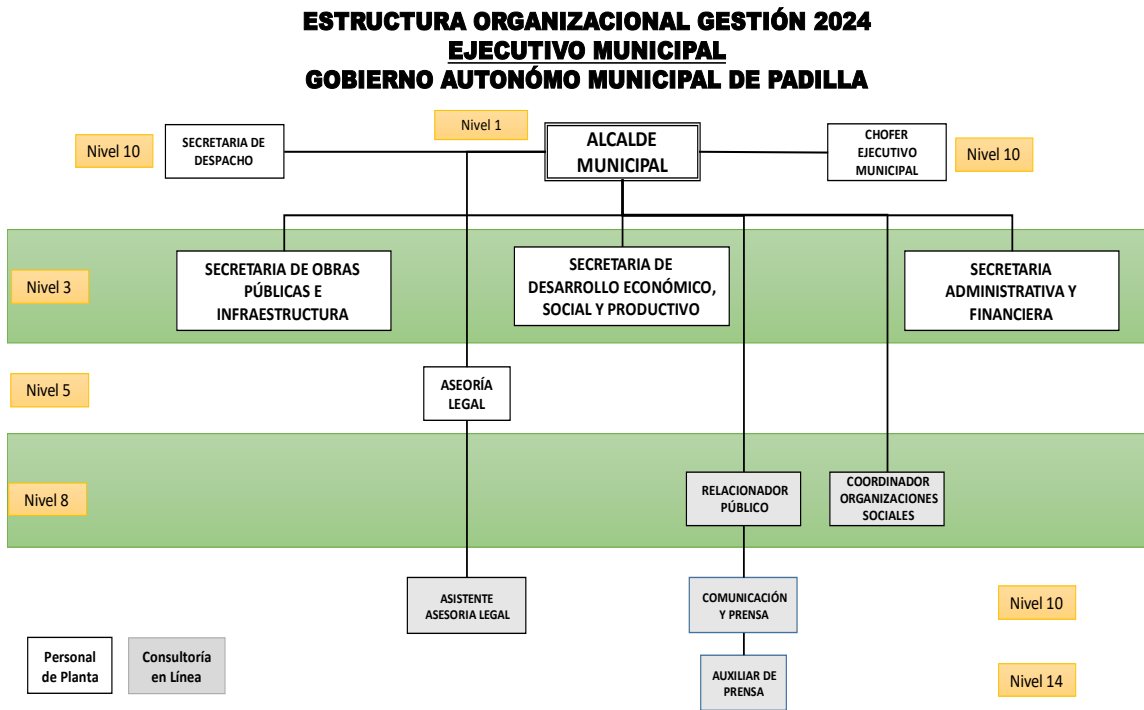 ESTRUCTURA ORGANIZACIONAL GESTIÓN 2024
EJECUTIVO MUNICIPAL
GOBIERNO AUTONÓMO MUNICIPAL DE PADILLA
Nivel 10
SECRETARIA DE
DESPACHO
Nivel 1
ALCALDE
MUNICIPAL
CHOFER
EJECUTIVO
MUNICIPAL
Nivel 10
Nivel 3
SECRETARIA DE OBRAS
PÚBLICAS E
INFRAESTRUCTURA
SECRETARIA DE
DESARROLLO ECONÓMICO,
SOCIAL Y PRODUCTIVO
SECRETARIA
ADMINISTRATIVA Y
FINANCIERA
Nivel 5
ASEORÍA
LEGAL
Nivel 8
RELACIONADOR
PÚBLICO
COORDINADOR
ORGANIZACIONES
SOCIALES
ASISTENTE
ASESORIA LEGAL
COMUNICACIÓN
Y PRENSA
Nivel 10
Personal
de Planta
Consultoría
en Línea
AUXILIAR DE
PRENSA
Nivel 14